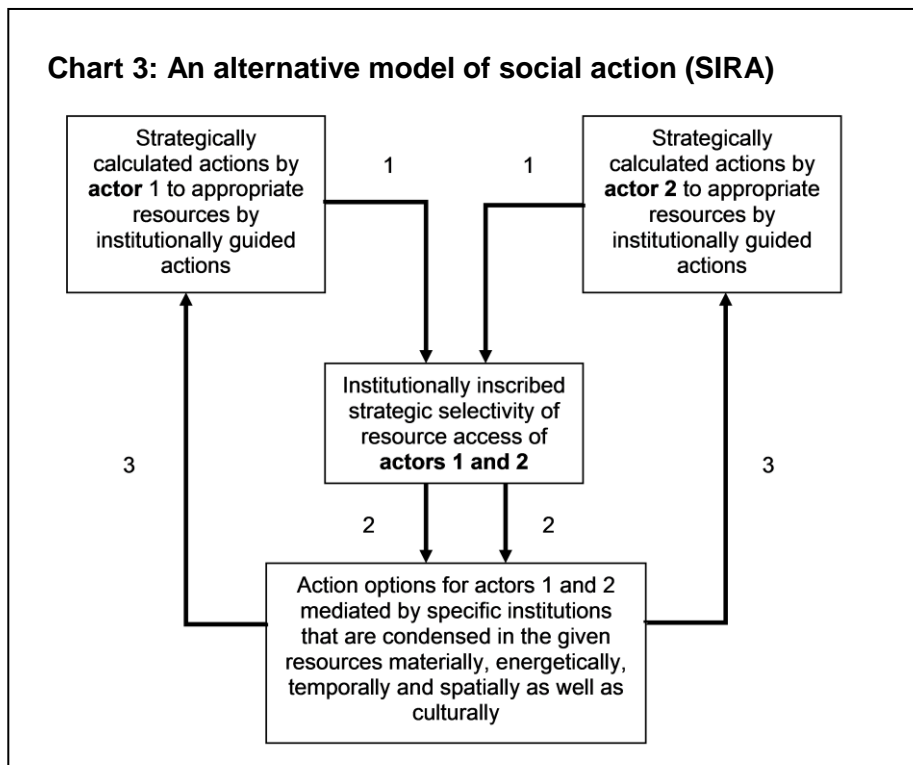 Chart 3: An alternative model of social action (SIRA)
Strategically
calculated actions by
actor 1 to appropriate
resources by
institutionally guided
actions
1
1
Strategically
calculated actions by
actor 2 to appropriate
resources by
institutionally guided
actions
Institutionally inscribed
strategic selectivity of
resource access of
actors 1 and 2
3
3
2
2
Action options for actors 1 and 2
mediated by specific institutions
that are condensed in the given
resources materially, energetically,
temporally and spatially as well as
culturally